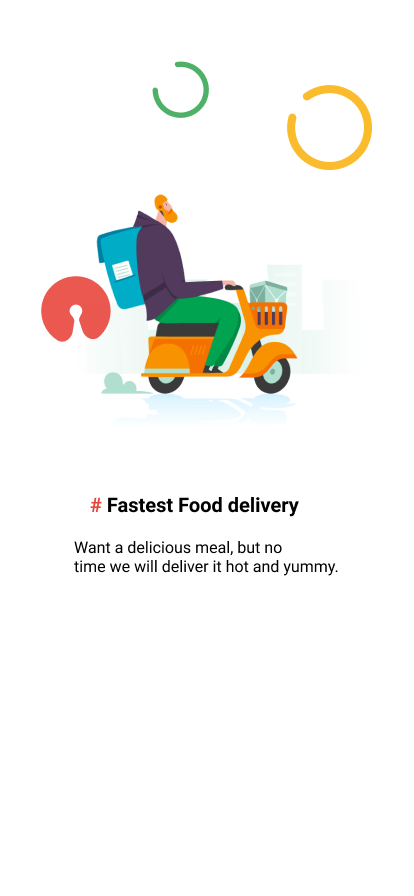 # Fastest Food delivery
Want a delicious meal, but no
time we will deliver it hot and yummy.